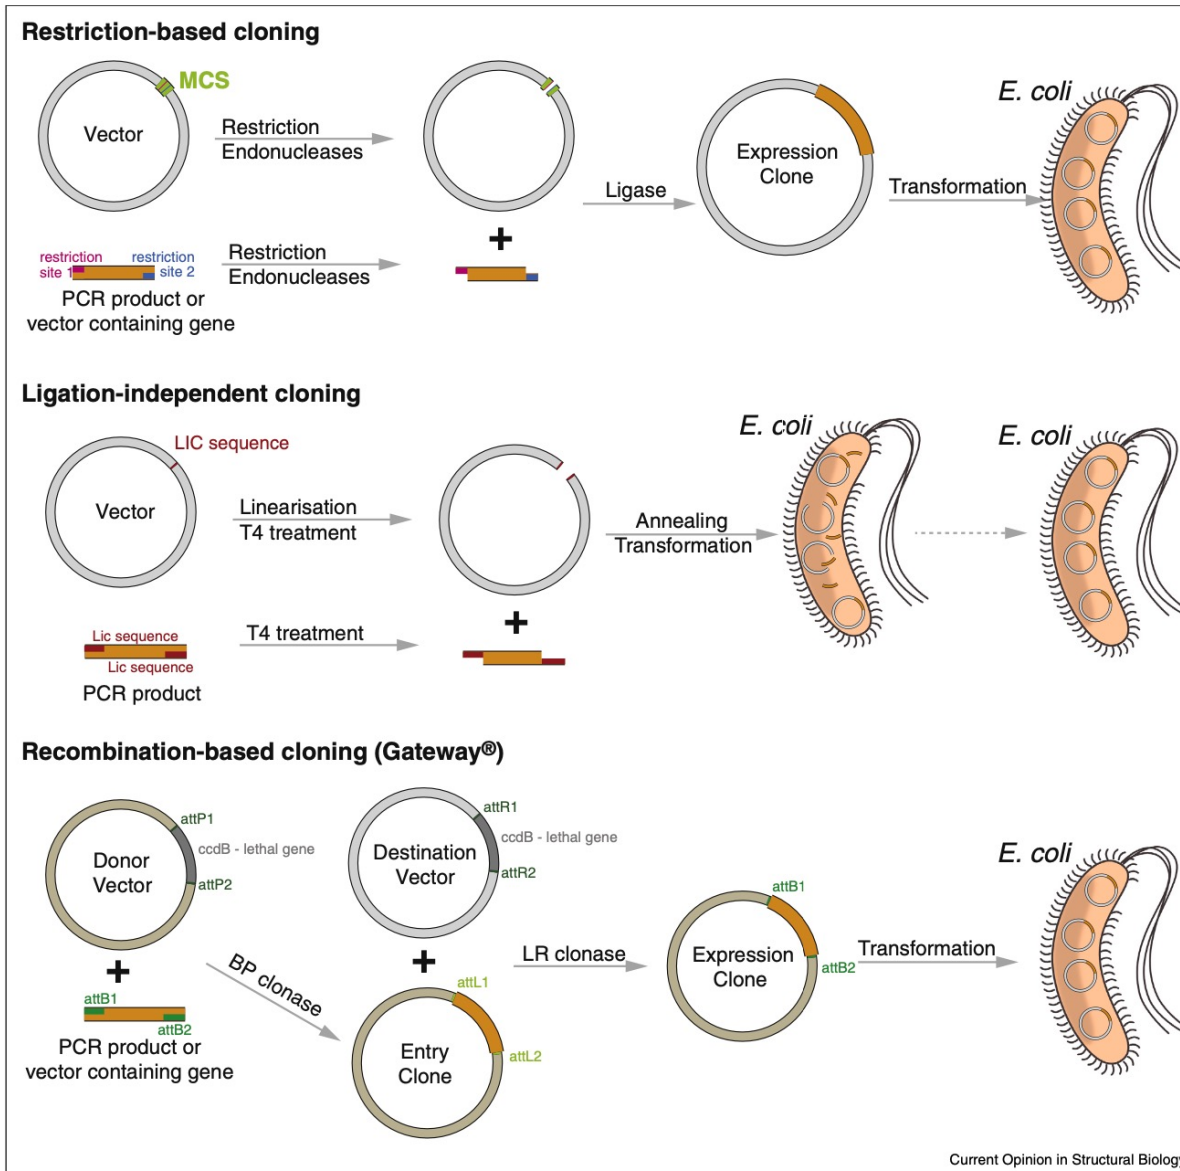 Restriction-based cloning
MCS
Vector
Restriction
Endonucleases
restriction
site 1
restriction
site 2
PCR product or
vector containing gene
Restriction
Endonucleases
+
Ligase
Expression
Clone
Transformation
E. coli
Ligation-independent cloning
LIC sequence
Vector
Linearisation
T4 treatment
Lic sequence
Lic sequence
PCR product
T4 treatment
+
Annealing
Transformation
E. coli
E. coli
Recombination-based cloning (Gateway®)
attP1
ccdB - lethal gene
attP2
Donor
Vector
+
attB1
attB2
PCR product or
vector containing gene
BP clonase
attR1
ccdB - lethal gene
attR2
Destination
Vector
+
attL1
attL2
Entry
Clone
LR clonase
attB1
attB2
Expression
Clone
Transformation
E. coli
Current Opinion in Structural Biology